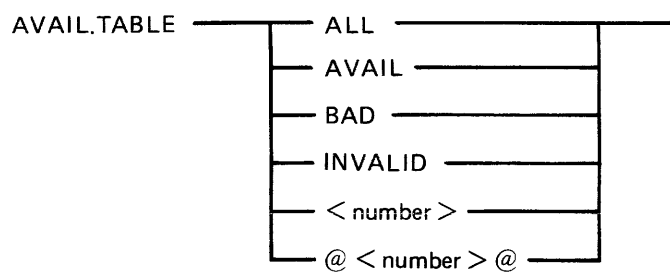 AVAIL.TABLE ALL
AVAIL
BAD
INVALID
< number >
@ < number > @